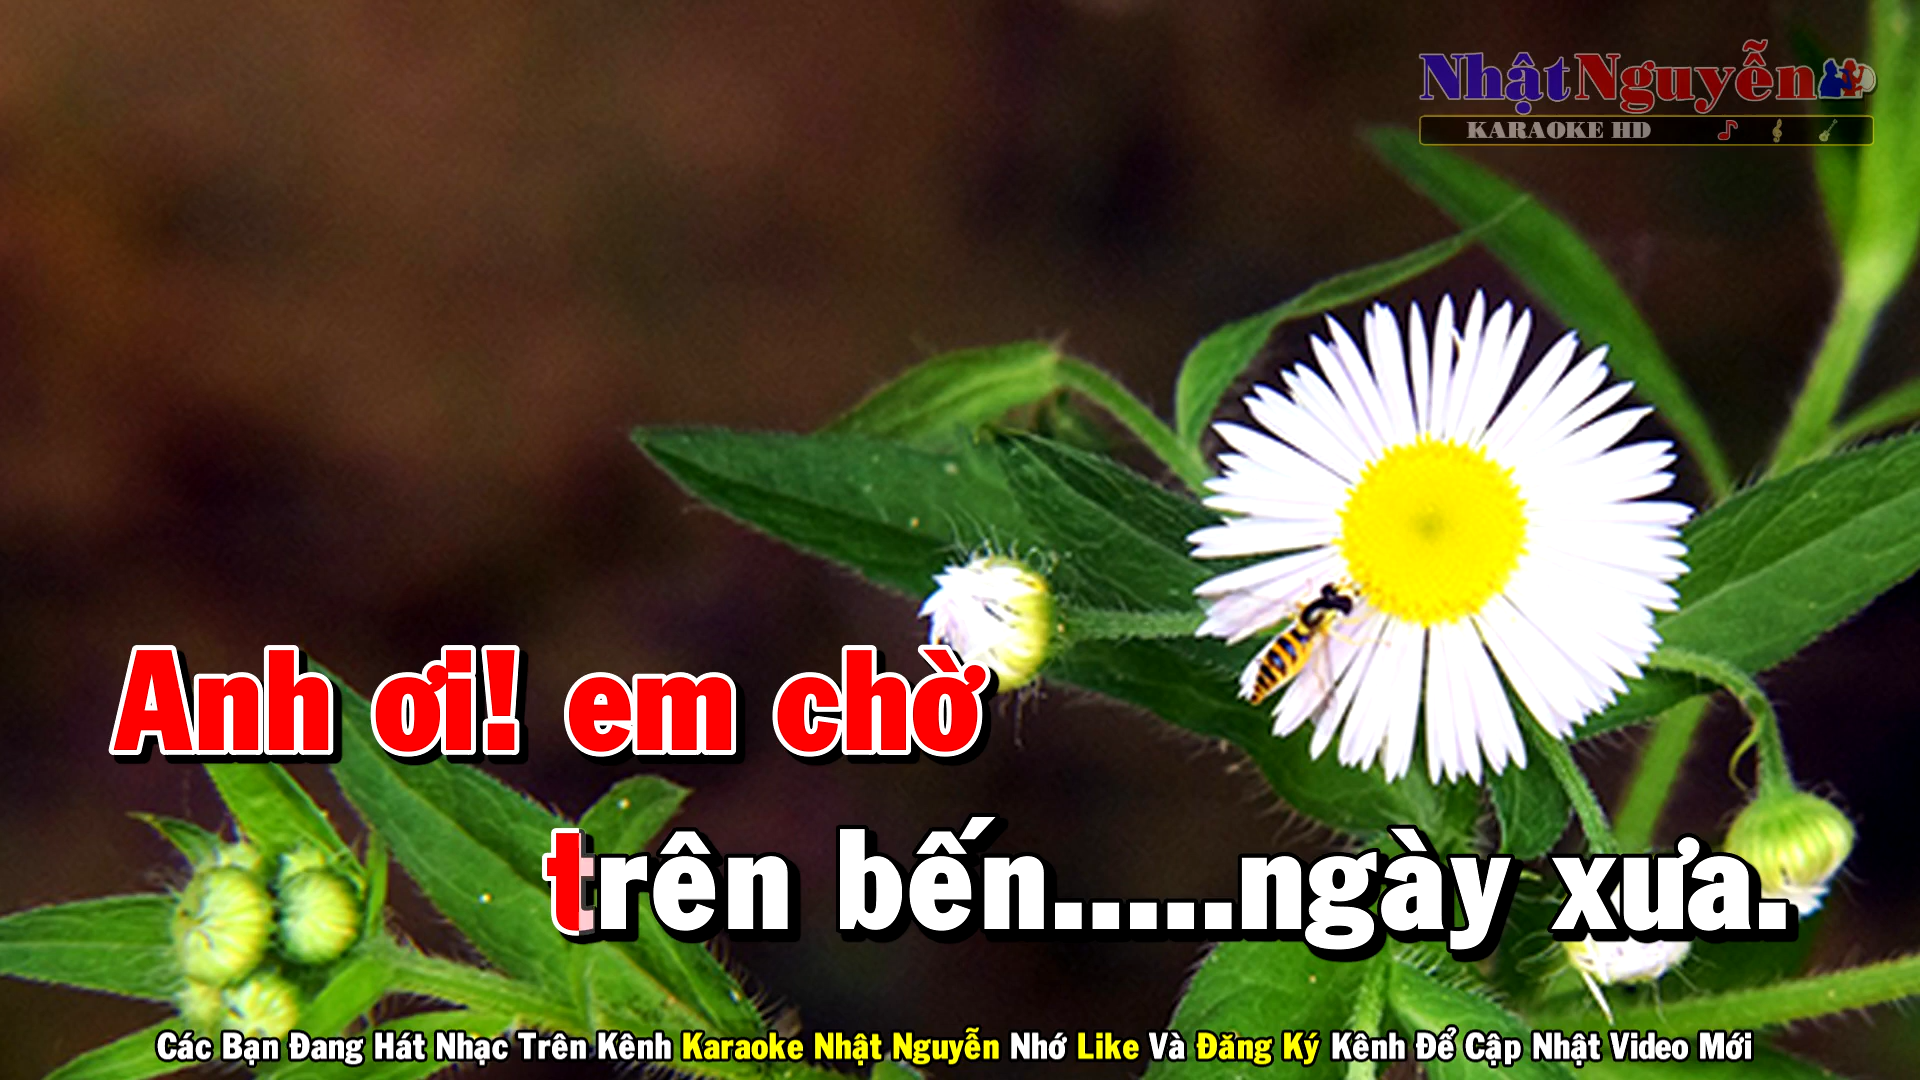 NhậtNguyễn
KARAOKE HD
Anh ơi! em chờ
trên bến.....ngày xưa.
Các Bạn Đang Hát Nhạc Trên Kênh Karaoke Nhật Nguyễn Nhớ Like Và Đăng Ký Kênh Để Cập Nhật Video Mới